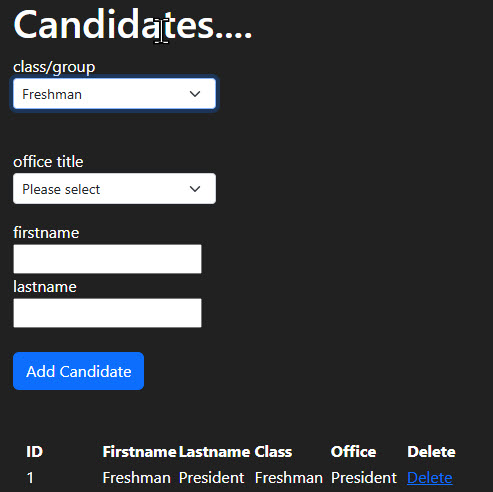 Candidates....
class/group
Freshman
office title
Please select
firstname
lastname
Add Candidate
ID Firstname Lastname Class Office Delete
1 Freshman President Freshman President Delete